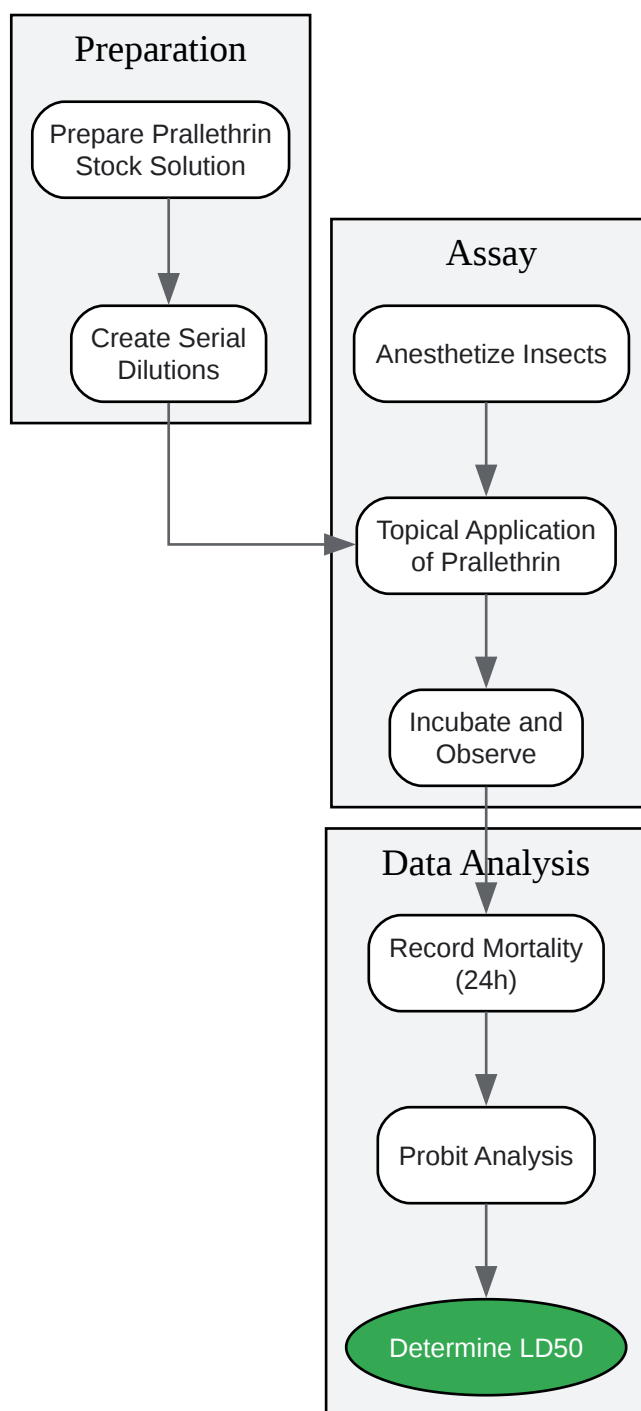 Preparation
Prepare Prallethrin
Stock Solution
Create Serial
Dilutions
Assay
Anesthetize Insects
Topical Application
of Prallethrin
Incubate and
Observe
Data Analysis
Record Mortality
(24h)
Probit Analysis
Determine LD50